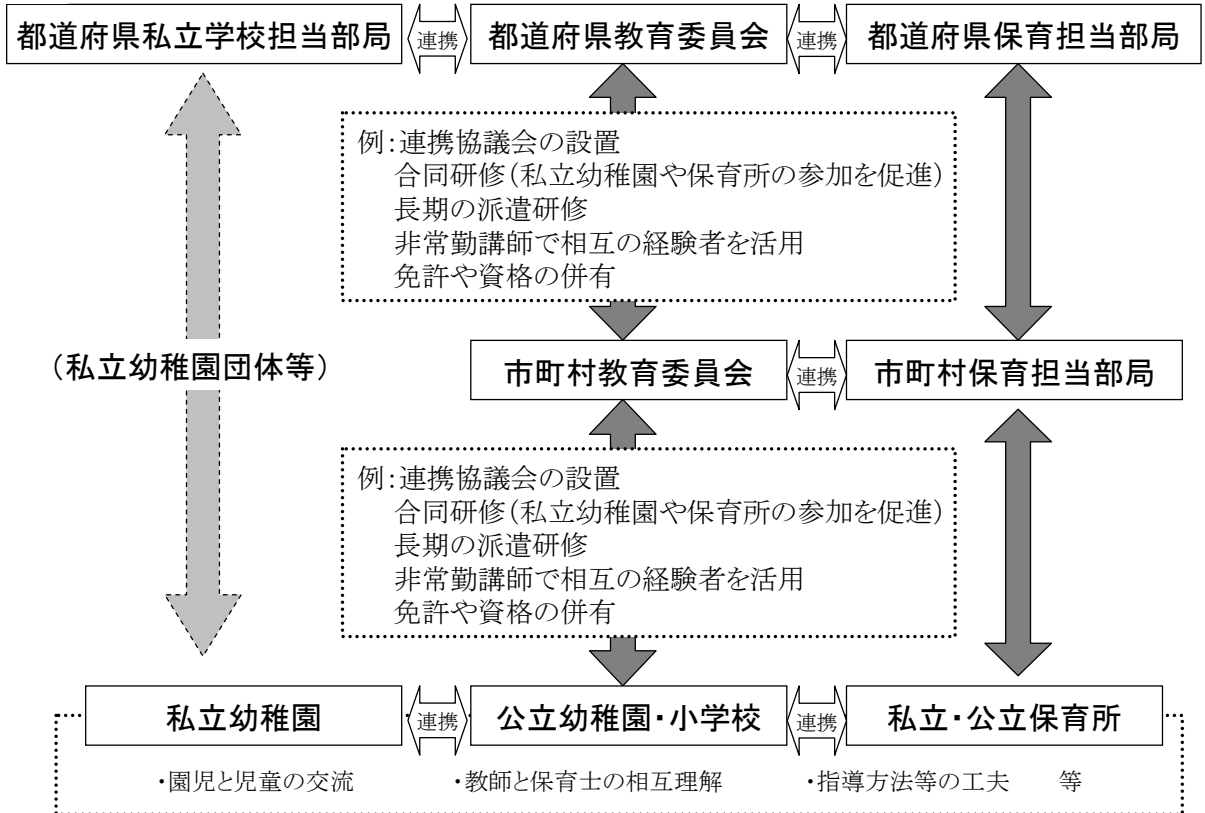 都道府県私立学校担当部局 連携 都道府県教育委員会 連携 都道府県保育担当部局
例:連携協議会の設置
合同研修(私立幼稚園や保育所の参加を促進)
長期の派遣研修
非常勤講師で相互の経験者を活用
免許や資格の併有
(私立幼稚園団体等) 市町村教育委員会 連携 市町村保育担当部局
例:連携協議会の設置
合同研修(私立幼稚園や保育所の参加を促進)
長期の派遣研修
非常勤講師で相互の経験者を活用
免許や資格の併有
私立幼稚園 連携 公立幼稚園・小学校 連携 私立・公立保育所
・園児と児童の交流 ・教師と保育士の相互理解 ・指導方法等の工夫 等